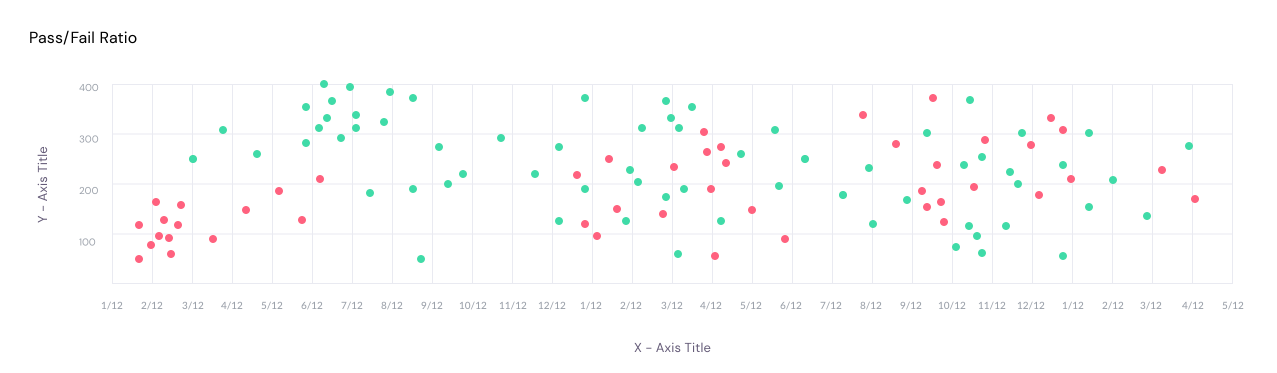 Pass/Fail Ratio
400
300
200
100
Y - Axis Title
1/12 2/12 3/12 4/12 5/12 6/12 7/12 8/12 9/12 10/12 11/12 12/12 1/12 2/12 3/12 4/12 5/12 6/12 7/12 8/12 9/12 10/12 11/12 12/12 1/12 2/12 3/12 4/12 5/12
X - Axis Title